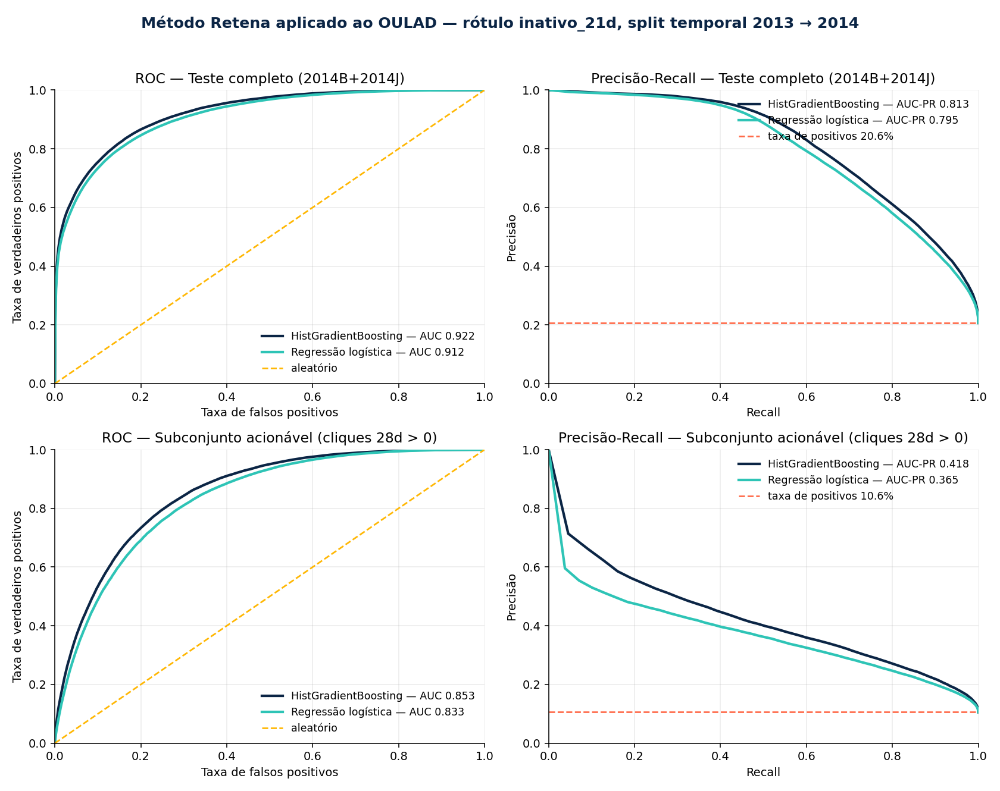 Método Retena aplicado ao OULAD — rótulo inativo_21d, split temporal 2013 → 2014
ROC — Teste completo (2014B+2014J)
1.0
0.8
0.6
0.4
0.2
0.0
Taxa de verdadeiros positivos
HistGradientBoosting — AUC 0.922
Regressão logística — AUC 0.912
aleatório
0.0 0.2 0.4 0.6 0.8 1.0
Taxa de falsos positivos
Precisão-Recall — Teste completo (2014B+2014J)
1.0
0.8
0.6
0.4
0.2
0.0
Precisão
HistGradientBoosting — AUC-PR 0.813
Regressão logística — AUC-PR 0.795
taxa de positivos 20.6%
0.0 0.2 0.4 0.6 0.8 1.0
Recall
ROC — Subconjunto acionável (cliques 28d > 0)
1.0
0.8
0.6
0.4
0.2
0.0
Taxa de verdadeiros positivos
HistGradientBoosting — AUC 0.853
Regressão logística — AUC 0.833
aleatório
0.0 0.2 0.4 0.6 0.8 1.0
Taxa de falsos positivos
Precisão-Recall — Subconjunto acionável (cliques 28d > 0)
1.0
0.8
0.6
0.4
0.2
0.0
Precisão
HistGradientBoosting — AUC-PR 0.418
Regressão logística — AUC-PR 0.365
taxa de positivos 10.6%
0.0 0.2 0.4 0.6 0.8 1.0
Recall